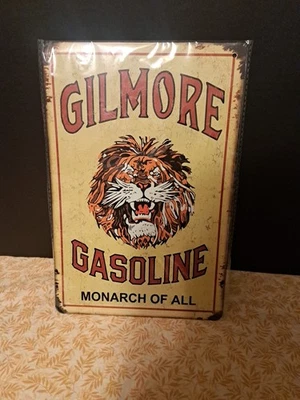 GILMORE
GASOLINE
MONARCH OF ALL